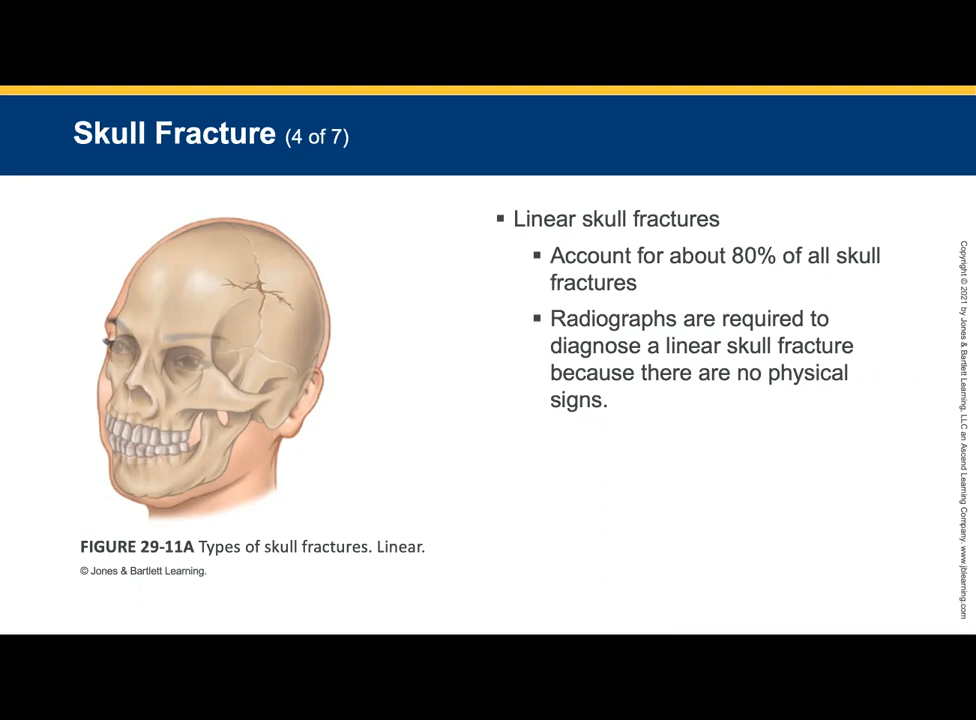 Skull Fracture (4 of 7)
▪ Linear skull fractures
▪ Account for about 80% of all skull
fractures
▪ Radiographs are required to
diagnose a linear skull fracture
because there are no physical
signs.
FIGURE 29-11A Types of skull fractures. Linear.
© Jones & Bartlett Learning.
Copyright © 2021 by Jones & Bartlett Learning, LLC an Ascend Learning Company. www.jblearning.com